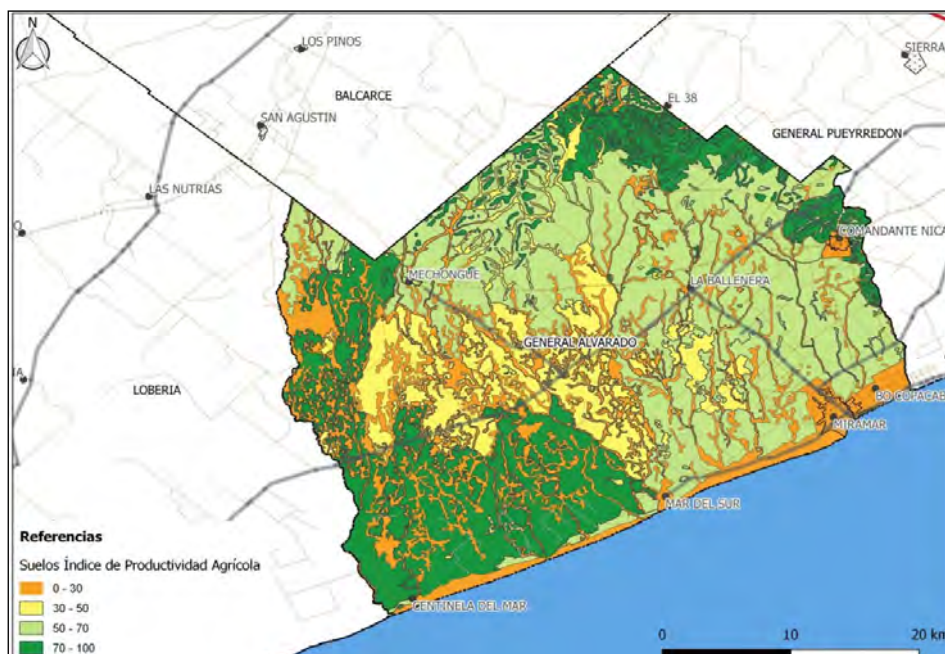 N
LOS PINOS
SIERRA
BALCARCE
EL 38
SAN AGUSTIN
GENERAL PUEYRREDON
LAS NUTRIAS
O
COMANDANTE NICA
MECHONGUE
LA BALLENERA
GENERAL ALVARADO
IA
LOBERIA
BO COPACAB
MIRAMAR
MAR DEL SUR
Referencias
Suelos Índice de Productividad Agrícola
0 - 30
30 - 50
50 - 70
70 - 100
CENTINELA DEL MAR
0 10 20 km